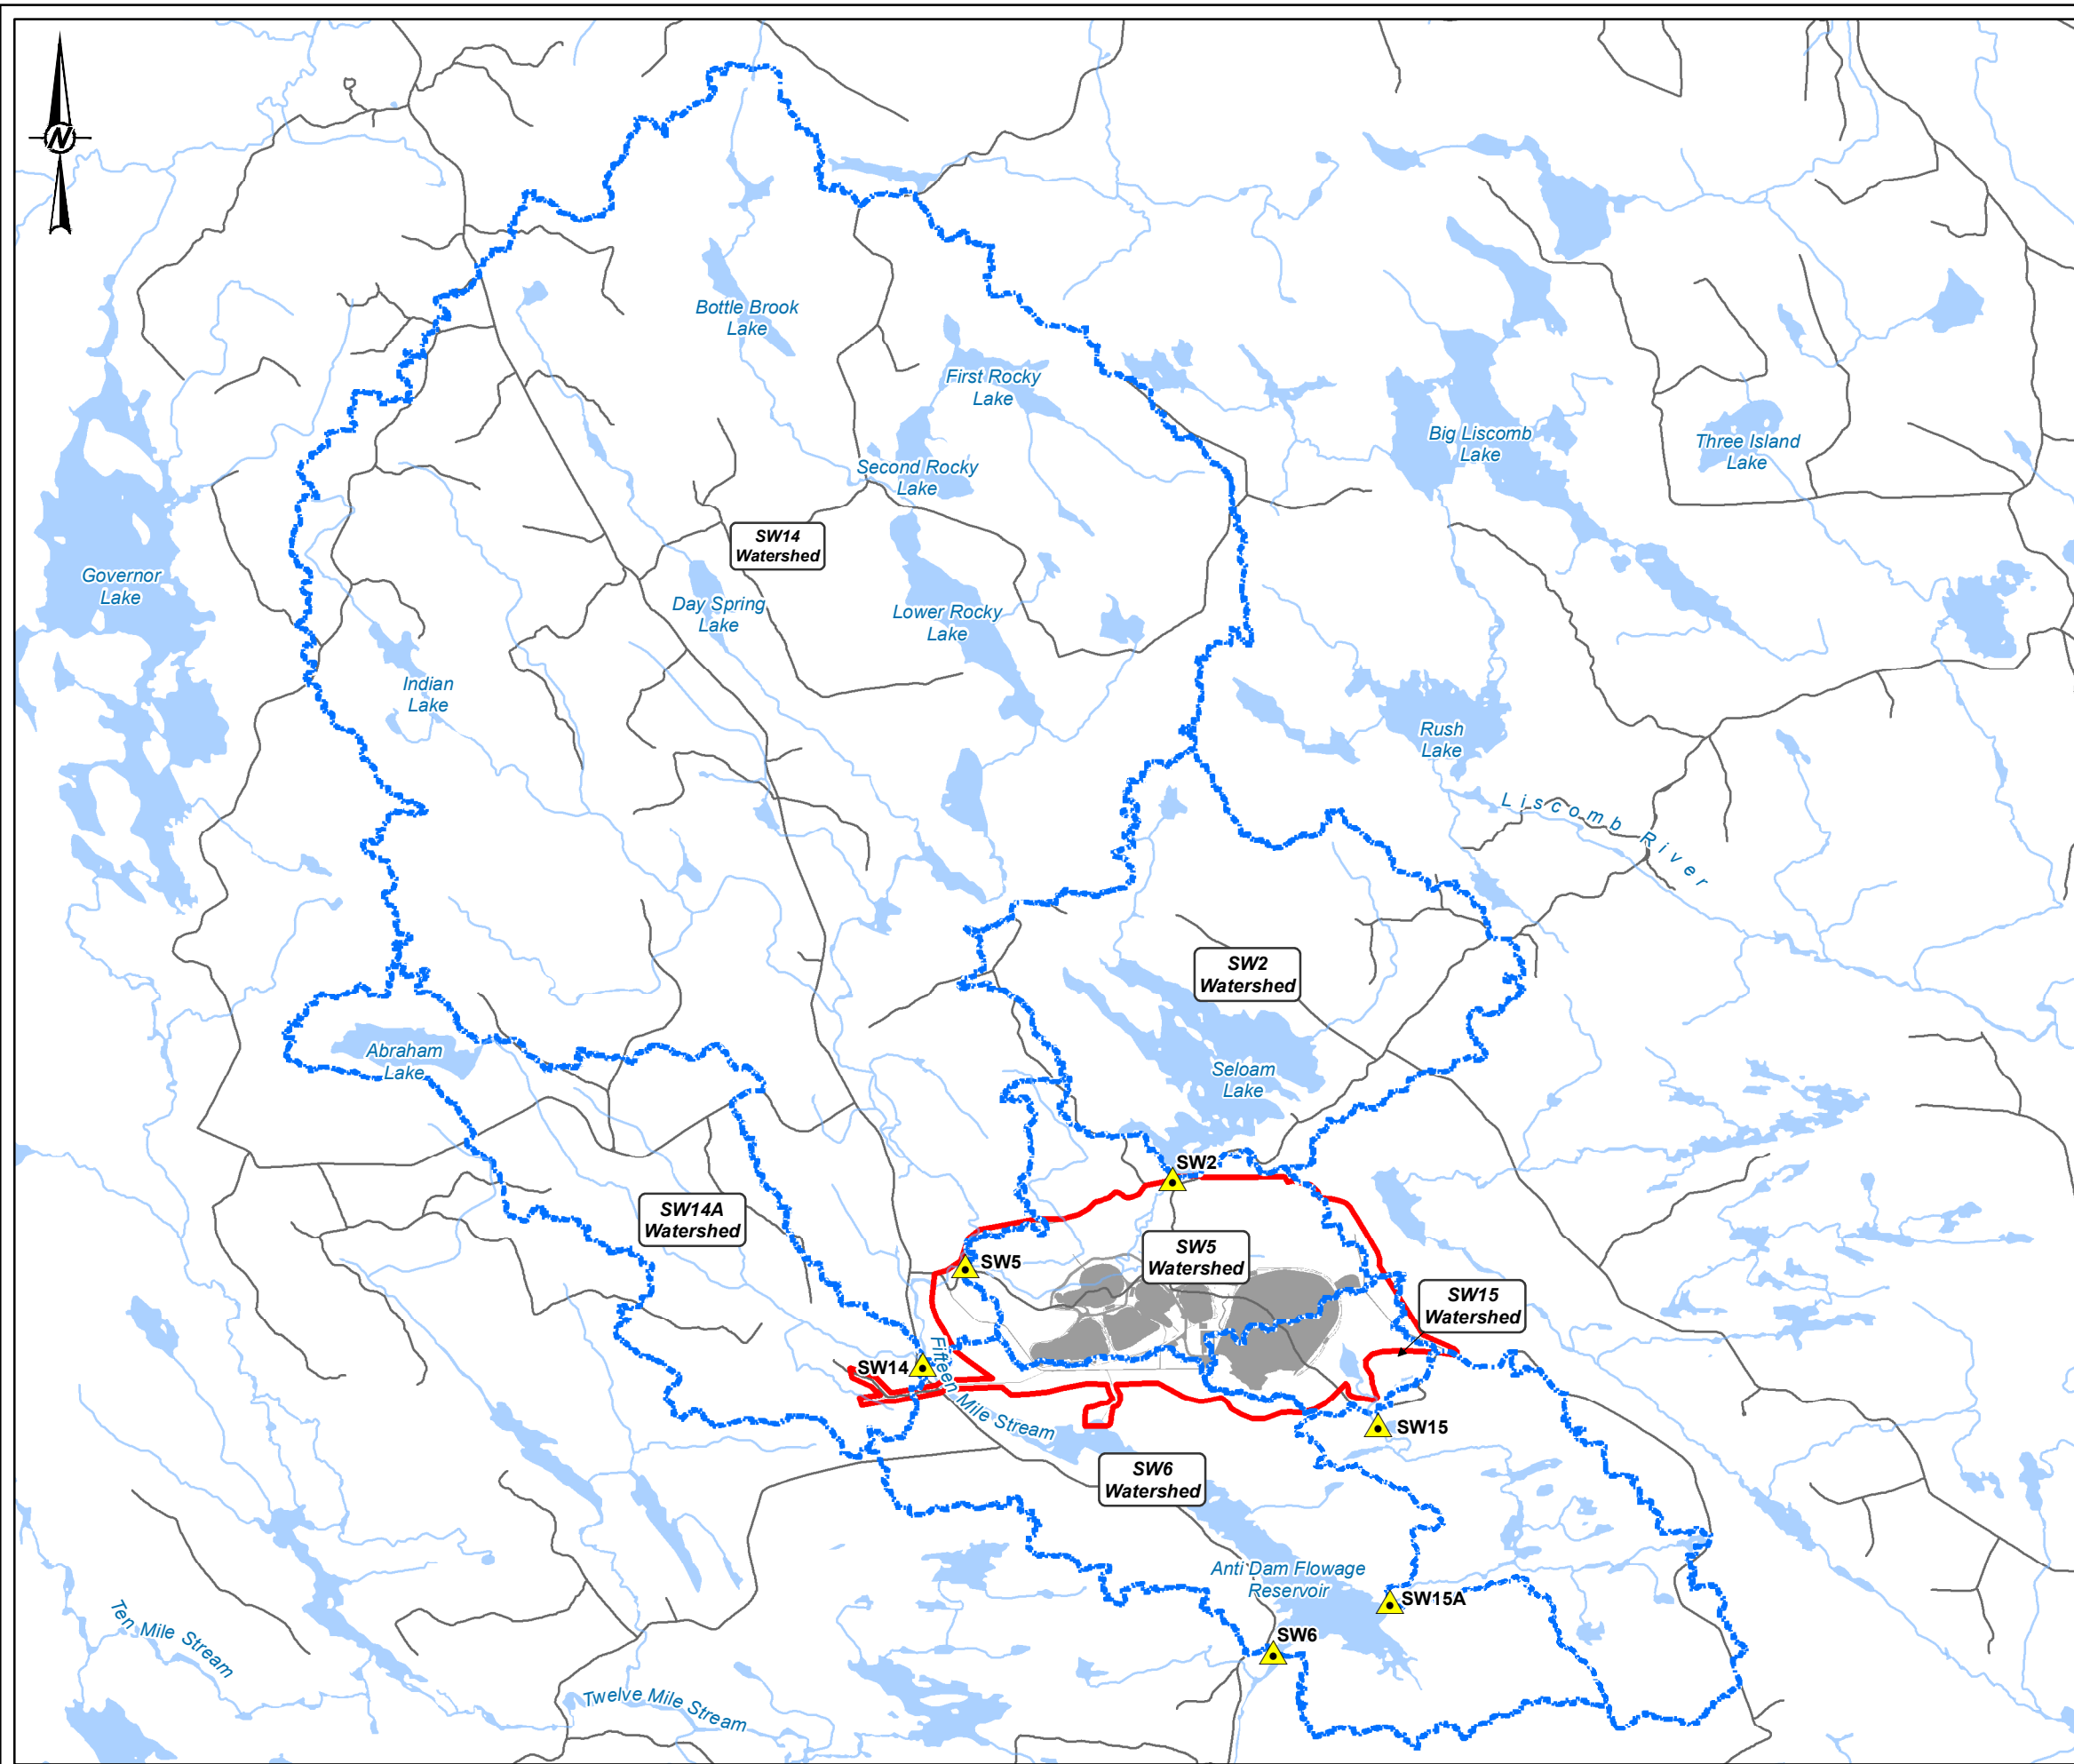 N
Bottle Brook
Lake
First Rocky
Lake
Big Liscomb
Lake
Three Island
Lake
Second Rocky
Lake
SW14
Watershed
Governor
Lake
Day Spring
Lake
Lower Rocky
Lake
Indian
Lake
Rush
Lake
Liscomb River
SW2
Watershed
Abraham
Lake
Seloam
Lake
SW2
SW14A
Watershed
SW5
Watershed
SW5
SW15
Watershed
SW14
Fifteen Mile Stream
SW15
SW6
Watershed
Anti Dam Flowage
Reservoir
SW15A
SW6
Ten Mile Stream
Twelve Mile Stream